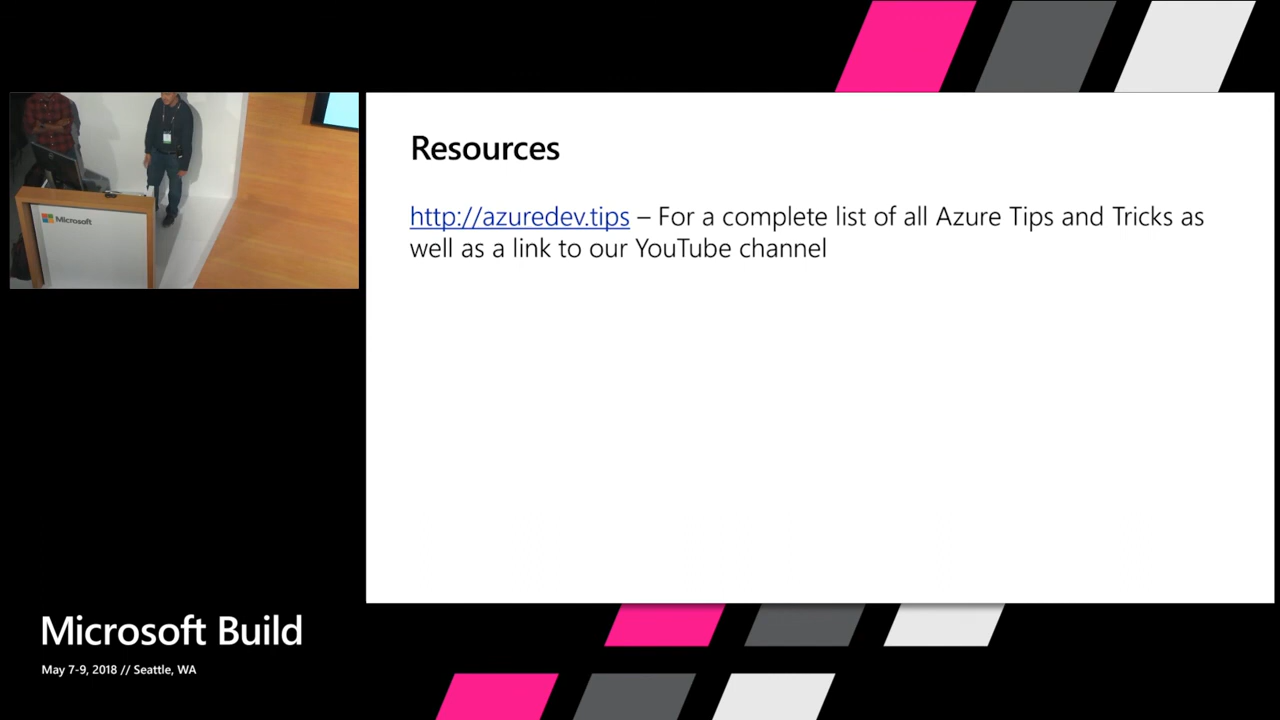 Microsoft
Resources
http://azuredev.tips – For a complete list of all Azure Tips and Tricks as
well as a link to our YouTube channel
Microsoft Build
May 7-9, 2018 // Seattle, WA